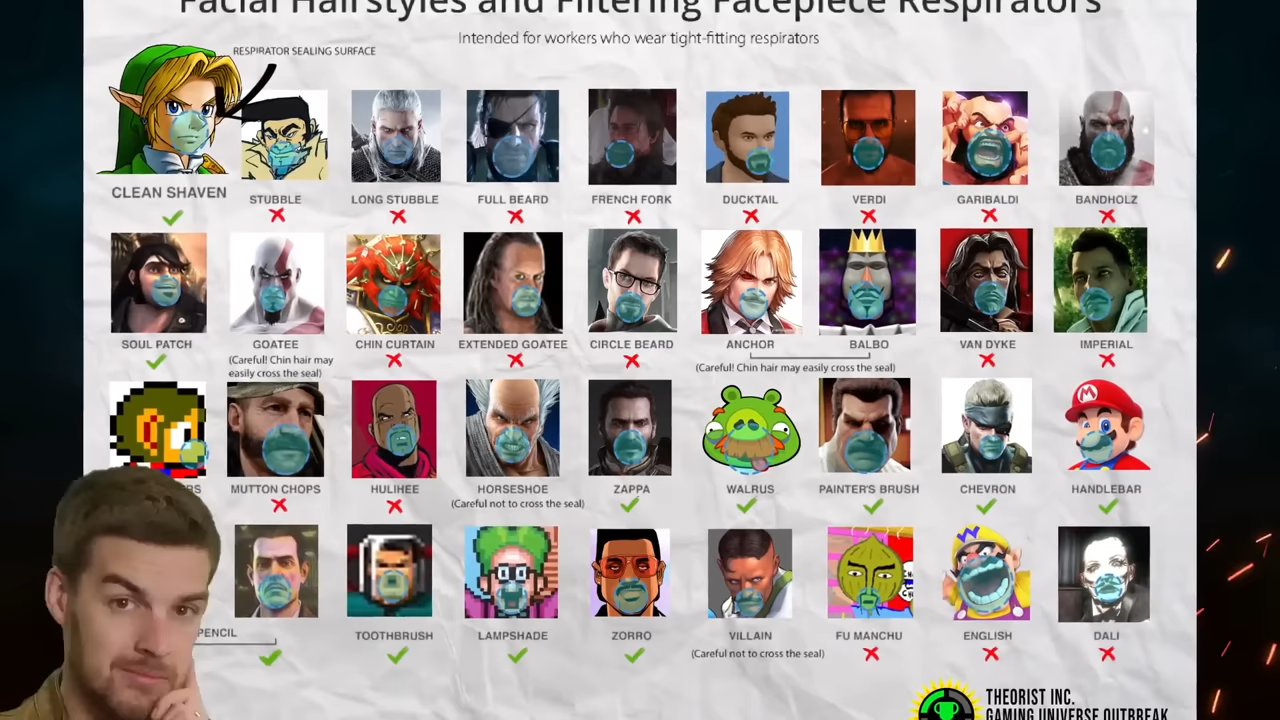 Facial Hairstyles and Filtering Facepiece Respirators
Intended for workers who wear tight-fitting respirators
RESPIRATOR SEALING SURFACE
CLEAN SHAVEN
STUBBLE
LONG STUBBLE
FULL BEARD
FRENCH FORK
DUCKTAIL
VERDI
GARIBALDI
BANDHOLZ
SOUL PATCH
GOATEE
CHIN CURTAIN
EXTENDED GOATEE
CIRCLE BEARD
ANCHOR
BALBO
VAN DYKE
IMPERIAL
(Careful! Chin hair may
easily cross the seal)
(Careful! Chin hair may easily cross the seal)
MUTTON CHOPS
HULIHEE
HORSESHOE
ZAPPA
WALRUS
PAINTER'S BRUSH
CHEVRON
HANDLEBAR
(Careful not to cross the seal)
M
PENCIL
TOOTHBRUSH
LAMPSHADE
ZORRO
VILLAIN
FU MANCHU
ENGLISH
DALI
(Careful not to cross the seal)
THEORIST INC.
GAMING UNIVERSE OUTBREAK